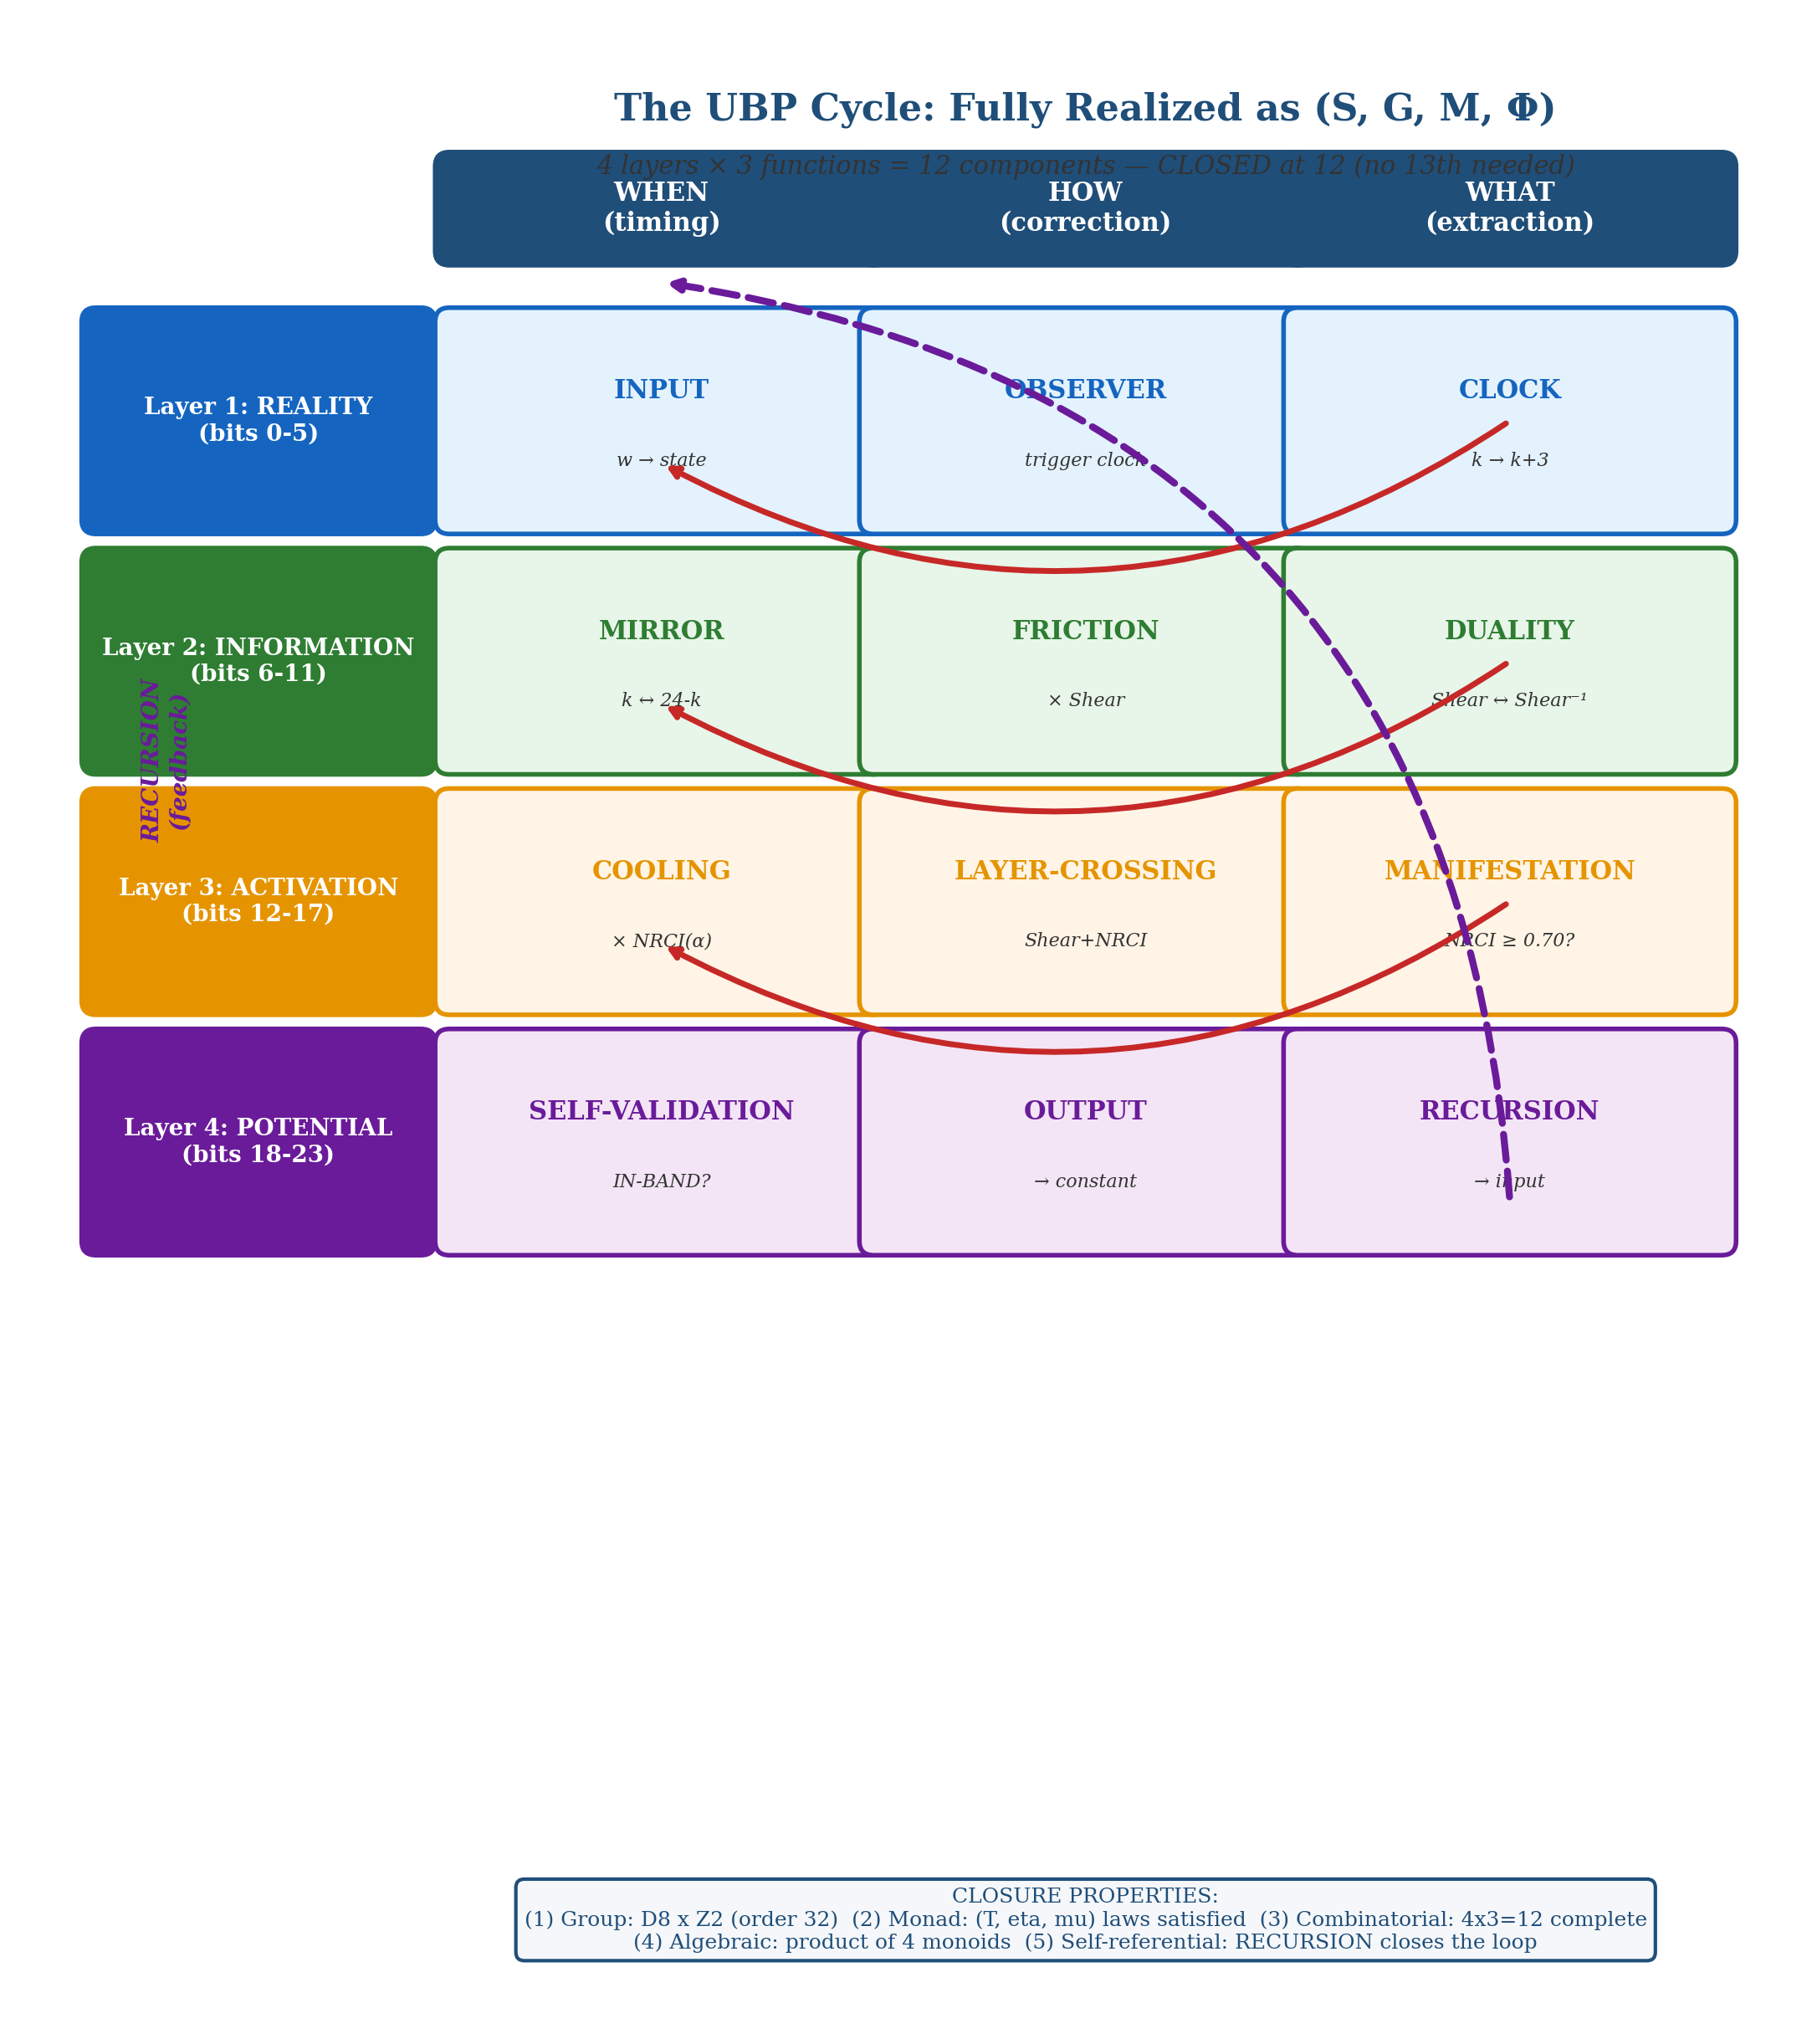 The UBP Cycle: Fully Realized as (S, G, M, Φ)
4 layers × 3 functions = 12 components — CLOSED at 12 (no 13th needed)
WHEN
(timing)
HOW
(correction)
WHAT
(extraction)
Layer 1: REALITY
(bits 0-5)
INPUT
w → state
OBSERVER
trigger clock
CLOCK
k → k+3
Layer 2: INFORMATION
(bits 6-11)
MIRROR
k ↔ 24-k
FRICTION
× Shear
DUALITY
Shear ↔ Shear⁻¹
RECURSION
(feedback)
Layer 3: ACTIVATION
(bits 12-17)
COOLING
× NRCI(α)
LAYER-CROSSING
Shear+NRCI
MANIFESTATION
NRCI ≥ 0.70?
Layer 4: POTENTIAL
(bits 18-23)
SELF-VALIDATION
IN-BAND?
OUTPUT
→ constant
RECURSION
→ input
CLOSURE PROPERTIES:
(1) Group: D8 x Z2 (order 32)  (2) Monad: (T, eta, mu) laws satisfied  (3) Combinatorial: 4x3=12 complete
(4) Algebraic: product of 4 monoids  (5) Self-referential: RECURSION closes the loop